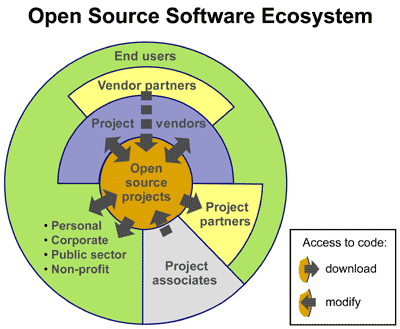 Open Source Software Ecosystem
End users
Vendor partners
Project vendors
Open
source
projects
Project
partners
• Personal
• Corporate
• Public sector
• Non-profit
Project
associates
Access to code:
download
modify